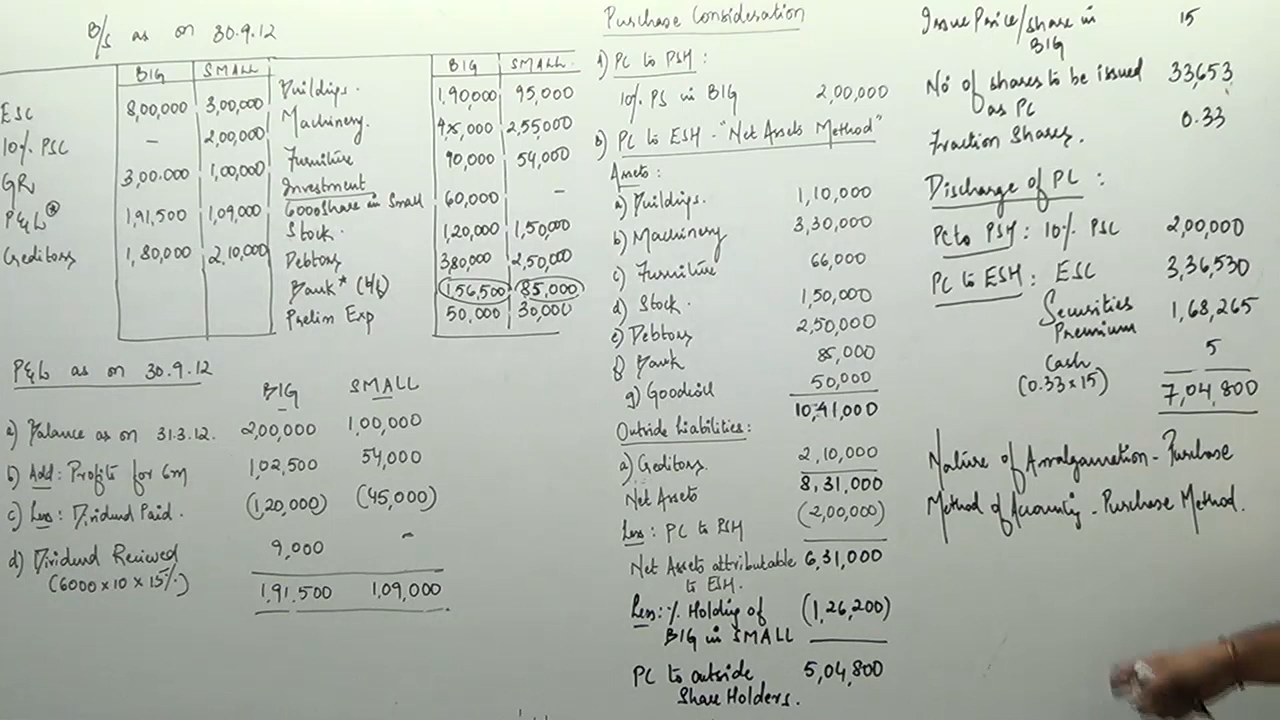 B/S as on 30.9.12
BIG SMALL BIG SMALL
ESC 8,00,000 3,00,000 Buildings. 1,90,000 95,000
10% PSC - 2,00,000 Machinery. 4,75,000 2,55,000
GR 3,00,000 1,00,000 Furniture 90,000 54,000
P&L* 1,91,500 1,09,000 Investment
6000 Share in Small 60,000 -
Creditors 1,80,000 2,10,000 Stock. 1,20,000 1,50,000
Debtors 3,80,000 2,50,000
Bank* (b/f) 1,56,500 85,000
Prelim Exp 50,000 30,000
P&L as on 30.9.12
BIG SMALL
a) Balance as on 31.3.12. 2,00,000 1,00,000
b) Add: Profits for 6m 1,02,500 54,000
c) Less: Dividend Paid. (1,20,000) (45,000)
d) Dividend Received 9,000 -
(6000 x 10 x 15%)
1,91,500 1,09,000
Purchase Consideration
PC to PSH:
10% PS in BIG 2,00,000
PC to ESH - "Net Assets Method"
Assets:
a) Buildings. 1,10,000
b) Machinery 3,30,000
c) Furniture 66,000
d) Stock. 1,50,000
e) Debtors 2,50,000
f) Bank 85,000
g) Goodwill 50,000
10,41,000
Outside Liabilities:
a) Creditors. 2,10,000
Net Assets 8,31,000
Less: PC to PSH (2,00,000)
Net Assets attributable 6,31,000
to ESH.
Less: % Holding of (1,26,200)
BIG in SMALL
PC to outside 5,04,800
Share Holders.
Issue Price/share in 15
BIG
No of shares to be issued 33,653
as PC
Fraction Shares. 0.33
Discharge of PC:
PC to PSH: 10% PSC 2,00,000
PC to ESH: ESC 3,36,530
Securities 1,68,265
Premium
Cash 5
(0.33 x 15)
7,04,800
Nature of Amalgamation - Purchase
Method of Accounting - Purchase Method.